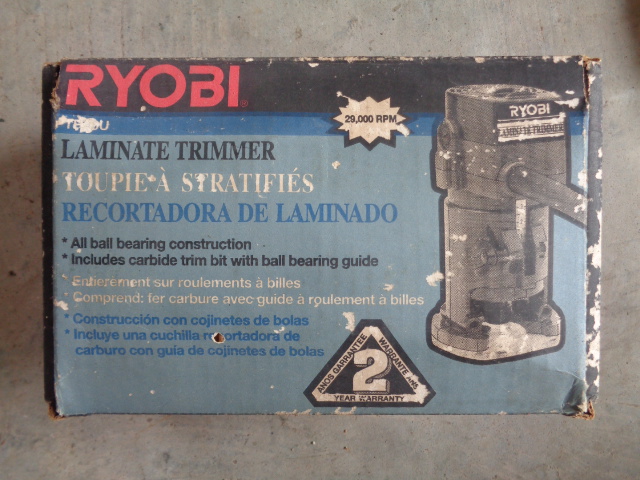 RYOBI
29,000 RPM
RYOBI
LAMINATE TRIMMER
LAMINATE TRIMMER
TOUPIE À STRATIFIÉS
RECORTADORA DE LAMINADO
* All ball bearing construction
* Includes carbide trim bit with ball bearing guide
* Entièrement sur roulements à billes
* Comprend: fer carbure avec guide à roulement à billes
* Construcción con cojinetes de bolas
* Incluye una cuchilla recortadora de
carburo con guia de cojinetes de bolas
2
YEAR WARRANTY